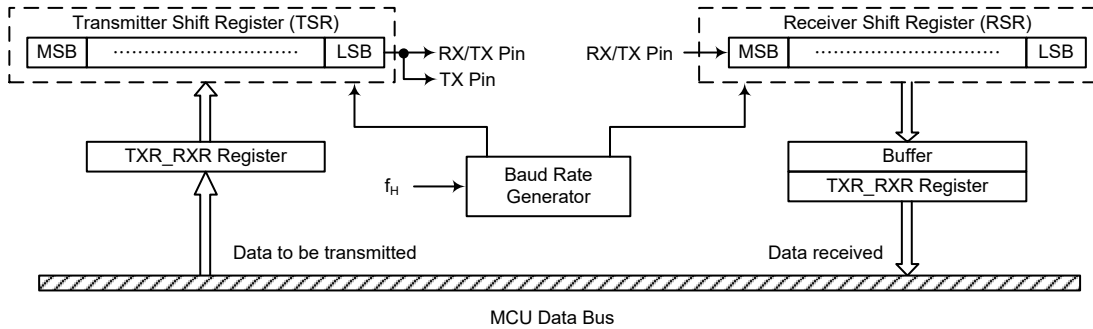 Transmitter Shift Register (TSR)
MSB
LSB
RX/TX Pin
TX Pin
Receiver Shift Register (RSR)
RX/TX Pin
MSB
LSB
TXR_RXR Register
fH
Baud Rate
Generator
Buffer
TXR_RXR Register
Data to be transmitted
Data received
MCU Data Bus